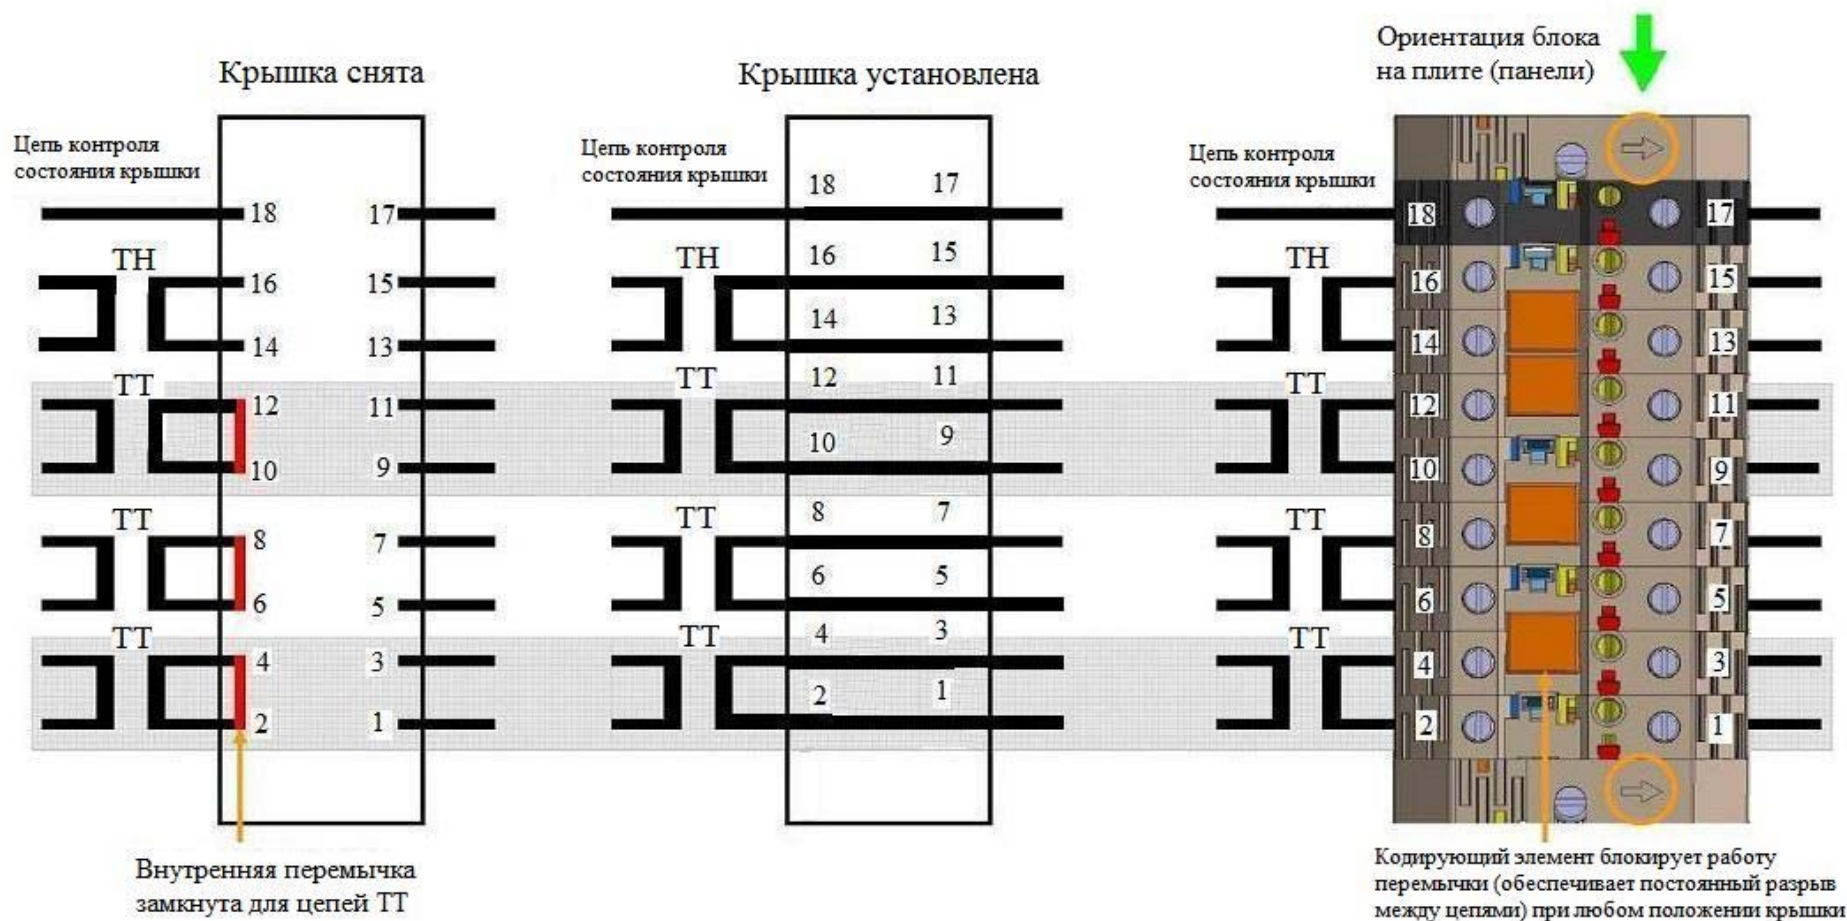 Крышка снята
Цепь контроля
состояния крышки
18 17
ТН
16 15
14 13
ТТ
12 11
10 9
ТТ
8 7
6 5
ТТ
4 3
2 1
Внутренняя перемычка
замкнута для цепей ТТ
Крышка установлена
Цепь контроля
состояния крышки
18 17
ТН
16 15
14 13
ТТ
12 11
10 9
ТТ
8 7
6 5
ТТ
4 3
2 1
Ориентация блока
на плите (панели)
Цепь контроля
состояния крышки
18 17
ТН
16 15
14 13
ТТ
12 11
10 9
ТТ
8 7
6 5
ТТ
4 3
2 1
Кодирующий элемент блокирует работу
перемычки (обеспечивает постоянный разрыв
между цепями) при любом положении крышки